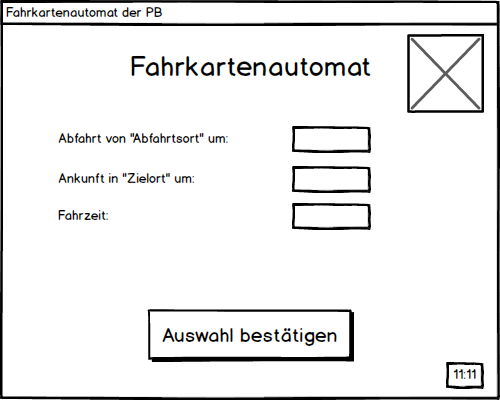 Fahrkartenautomat der PB
Fahrkartenautomat
Abfahrt von "Abfahrtsort" um:
Ankunft in "Zielort" um:
Fahrzeit:
Auswahl bestätigen
11:11